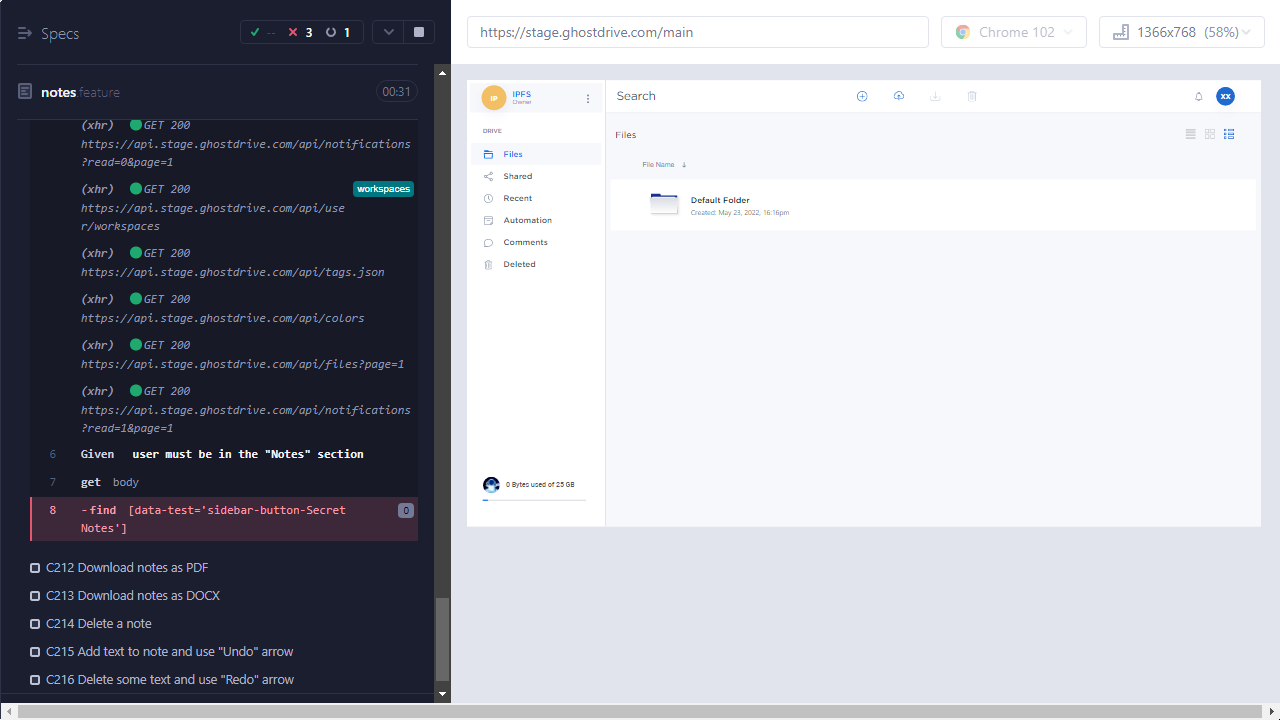 Specs
-- 3 1
notes.feature 00:31
(xhr) GET 200
https://api.stage.ghostdrive.com/api/notifications
?read=0&page=1
(xhr) GET 200 workspaces
https://api.stage.ghostdrive.com/api/use
r/workspaces
(xhr) GET 200
https://api.stage.ghostdrive.com/api/tags.json
(xhr) GET 200
https://api.stage.ghostdrive.com/api/colors
(xhr) GET 200
https://api.stage.ghostdrive.com/api/files?page=1
(xhr) GET 200
https://api.stage.ghostdrive.com/api/notifications
?read=1&page=1
6 Given user must be in the "Notes" section
7 get body
8 -find [data-test='sidebar-button-Secret 0
Notes']
C212 Download notes as PDF
C213 Download notes as DOCX
C214 Delete a note
C215 Add text to note and use "Undo" arrow
C216 Delete some text and use "Redo" arrow
https://stage.ghostdrive.com/main
Chrome 102
1366x768 (58%)
IP
IPFS
Owner
Search
XX
DRIVE
Files
Shared
Recent
Automation
Comments
Deleted
0 Bytes used of 25 GB
Files
File Name ↓
Default Folder
Created: May 23, 2022, 16:16pm